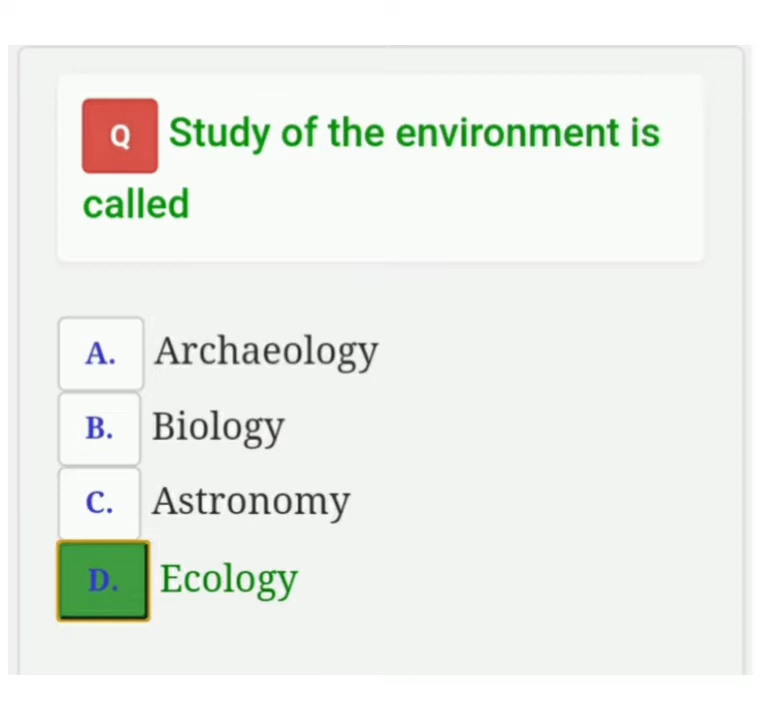 Q Study of the environment is
called
A. Archaeology
B. Biology
C. Astronomy
D. Ecology